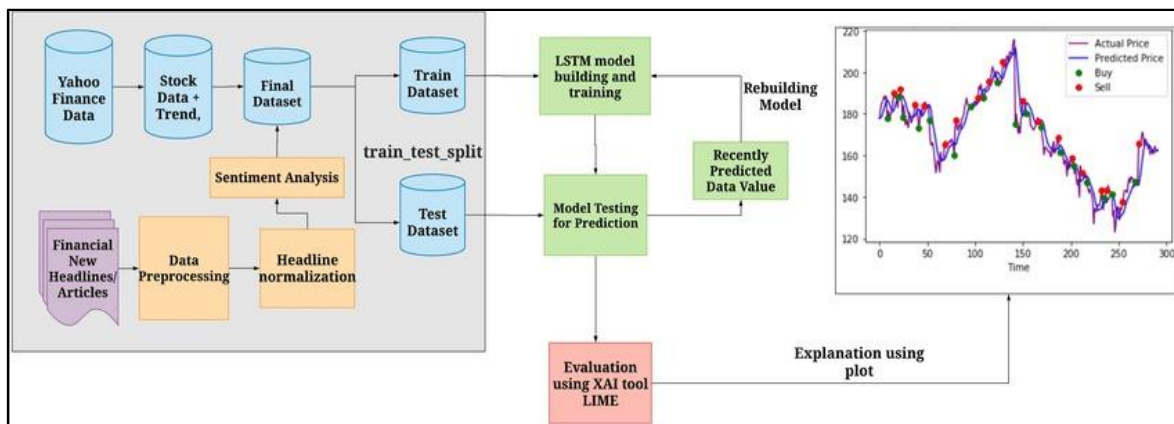 Yahoo
Finance
Data
Stock
Data +
Trend,
Final
Dataset
Train
Dataset
train_test_split
Test
Dataset
Sentiment Analysis
Financial
New
Headlines/
Articles
Data
Preprocessing
Headline
normalization
LSTM model
building and
training
Rebuilding
Model
Recently
Predicted
Data Value
Model Testing
for Prediction
Evaluation
using XAI tool
LIME
Explanation using
plot
Actual Price
Predicted Price
Buy
Sell
220
200
180
160
140
120
0 50 100 150 200 250 300
Time